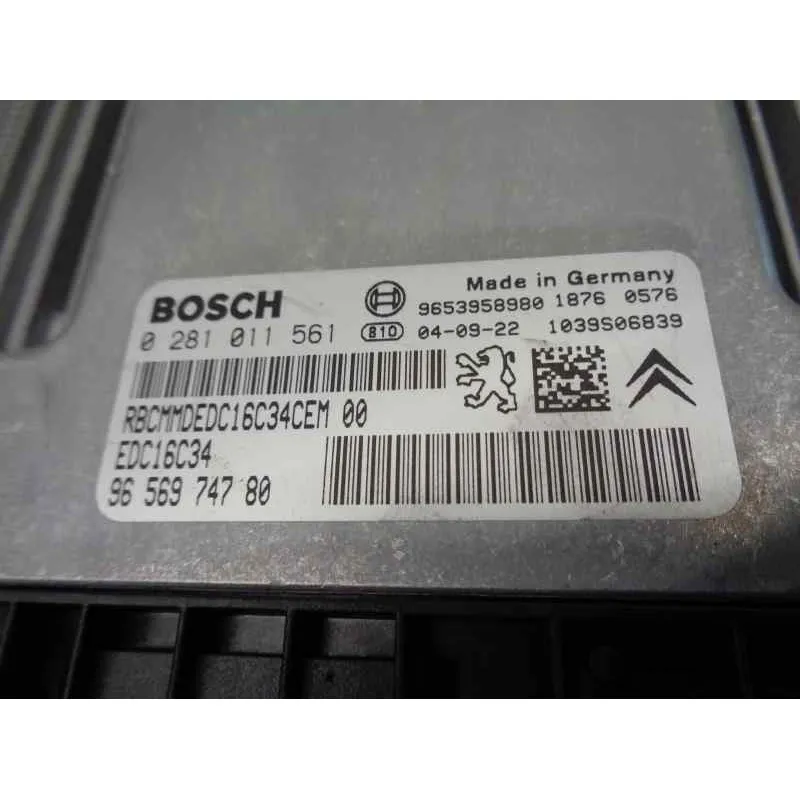 BOSCH
Made in Germany
9653958980 1876 0576
0 281 011 561
810 04-09-22 1039S06839
RBCMMDEDC16C34CEM 00
EDC16C34
96 569 747 80